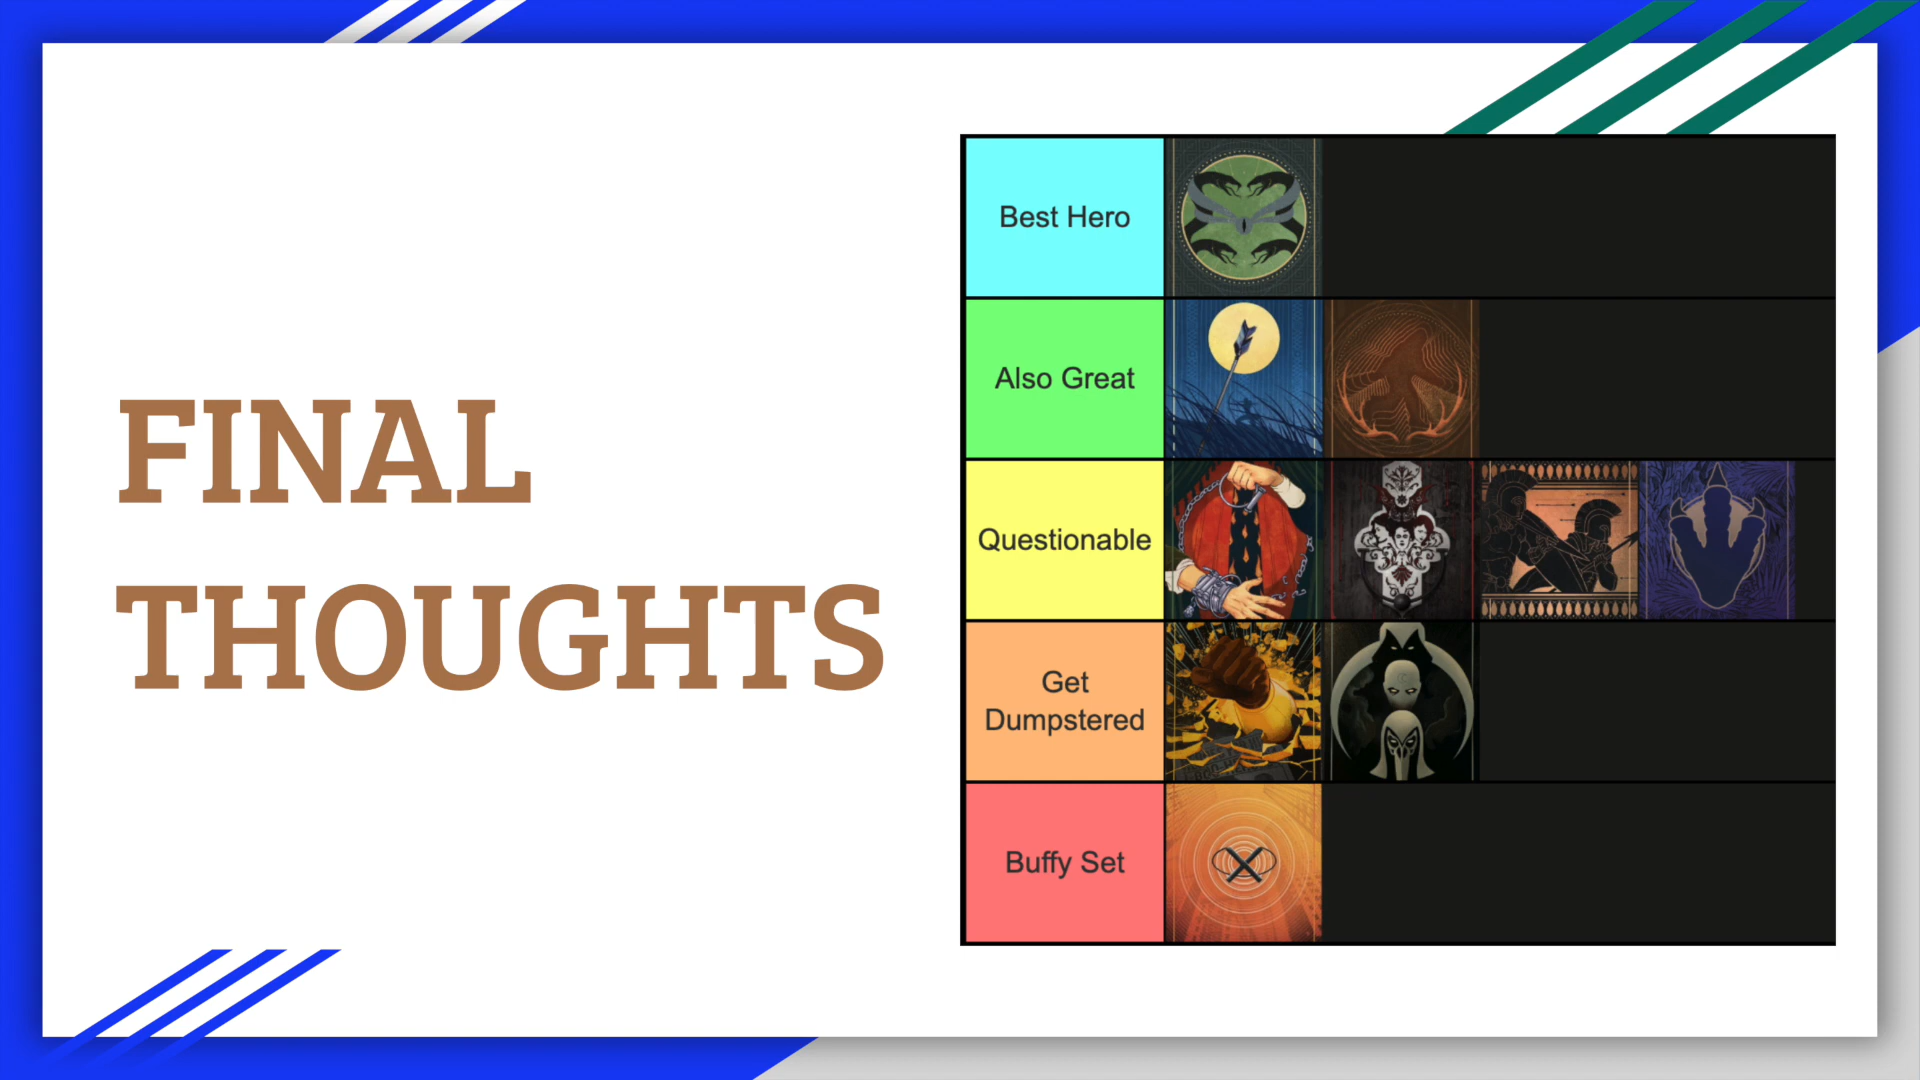 FINAL
THOUGHTS
Best Hero
Also Great
Questionable
Get
Dumpstered
Buffy Set